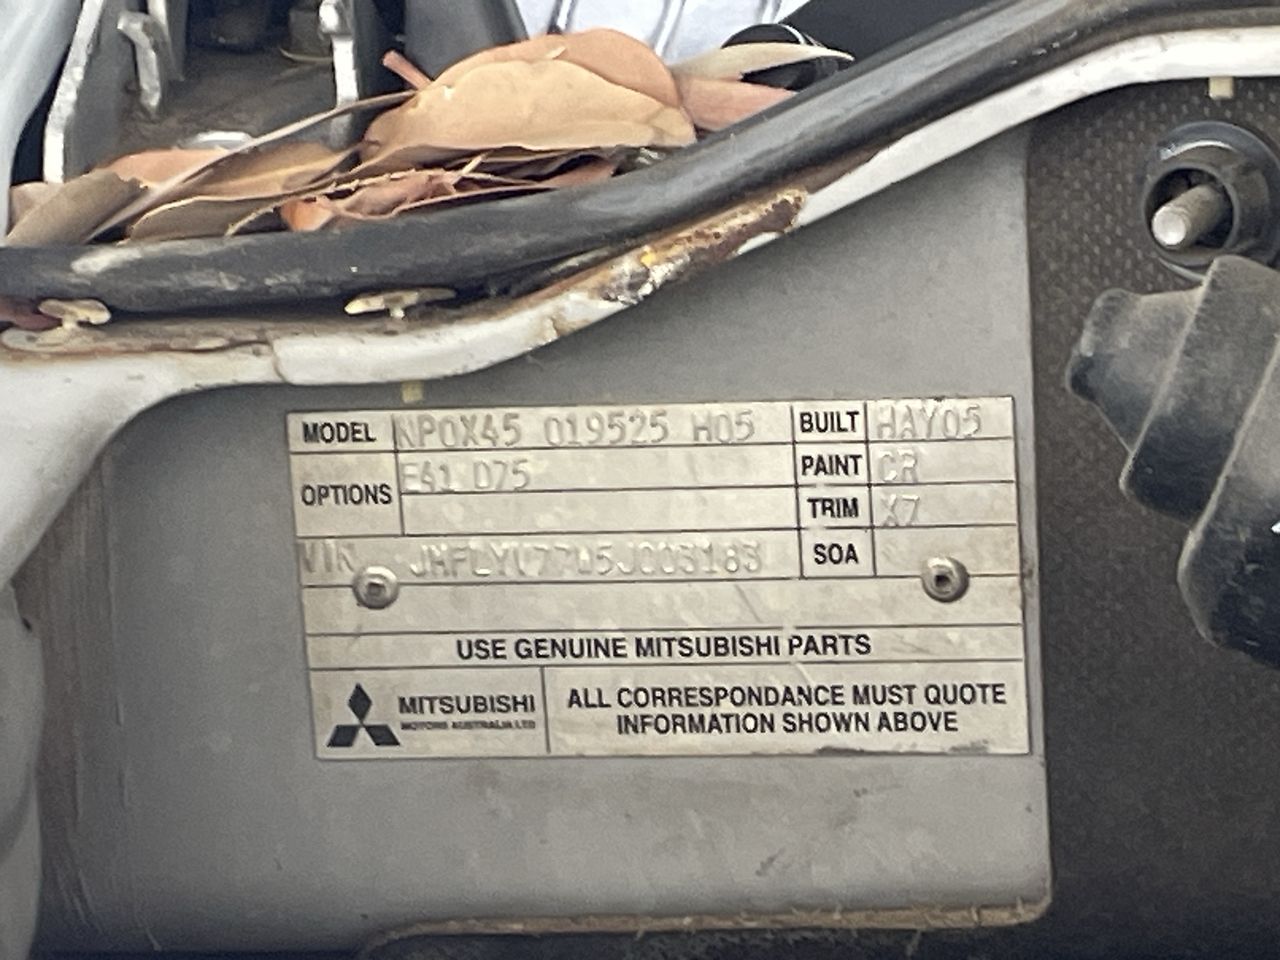 MODEL NP0X45 019525 H05 BUILT MAY05
OPTIONS E41 D75 PAINT CR
TRIM X7
VIN JMFLYV77W5J003183 SOA
USE GENUINE MITSUBISHI PARTS
MITSUBISHI
MOTORS AUSTRALIA LTD
ALL CORRESPONDANCE MUST QUOTE
INFORMATION SHOWN ABOVE